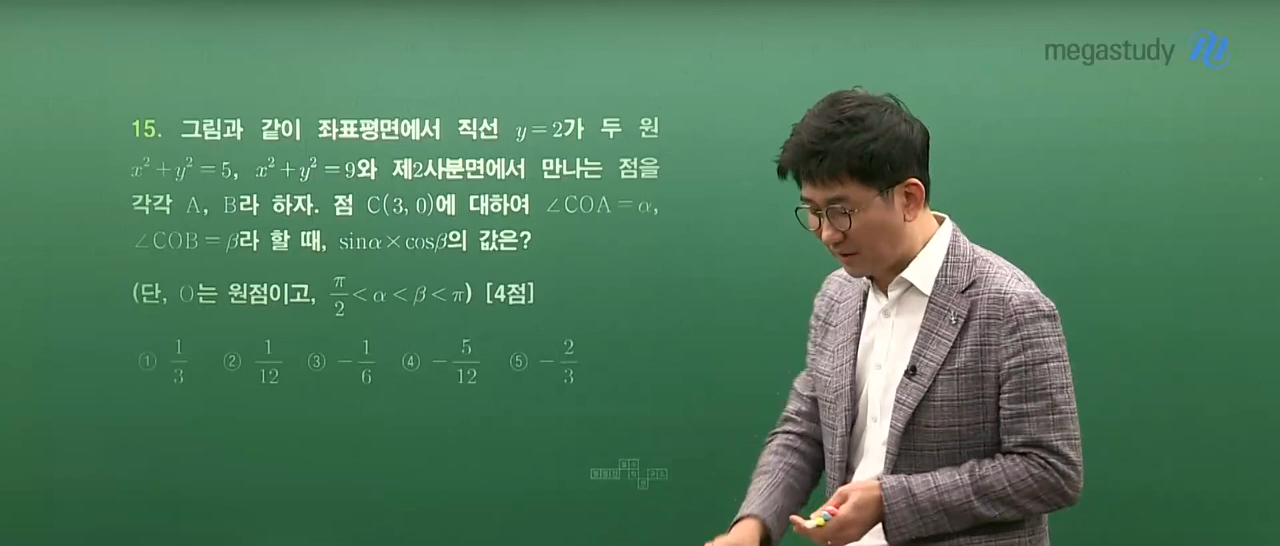 megastudy
15. 그림과 같이 좌표평면에서 직선 y=2가 두 원
x²+y²=5, x²+y²=9와 제2사분면에서 만나는 점을
각각 A, B라 하자. 점 C(3, 0)에 대하여 ∠COA=α,
∠COB=β라 할 때, sinα×cosβ의 값은?
(단, O는 원점이고, π/2<α<β<π) [4점]
① 1/3 ② 1/12 ③ -1/6 ④ -5/12 ⑤ -2/3